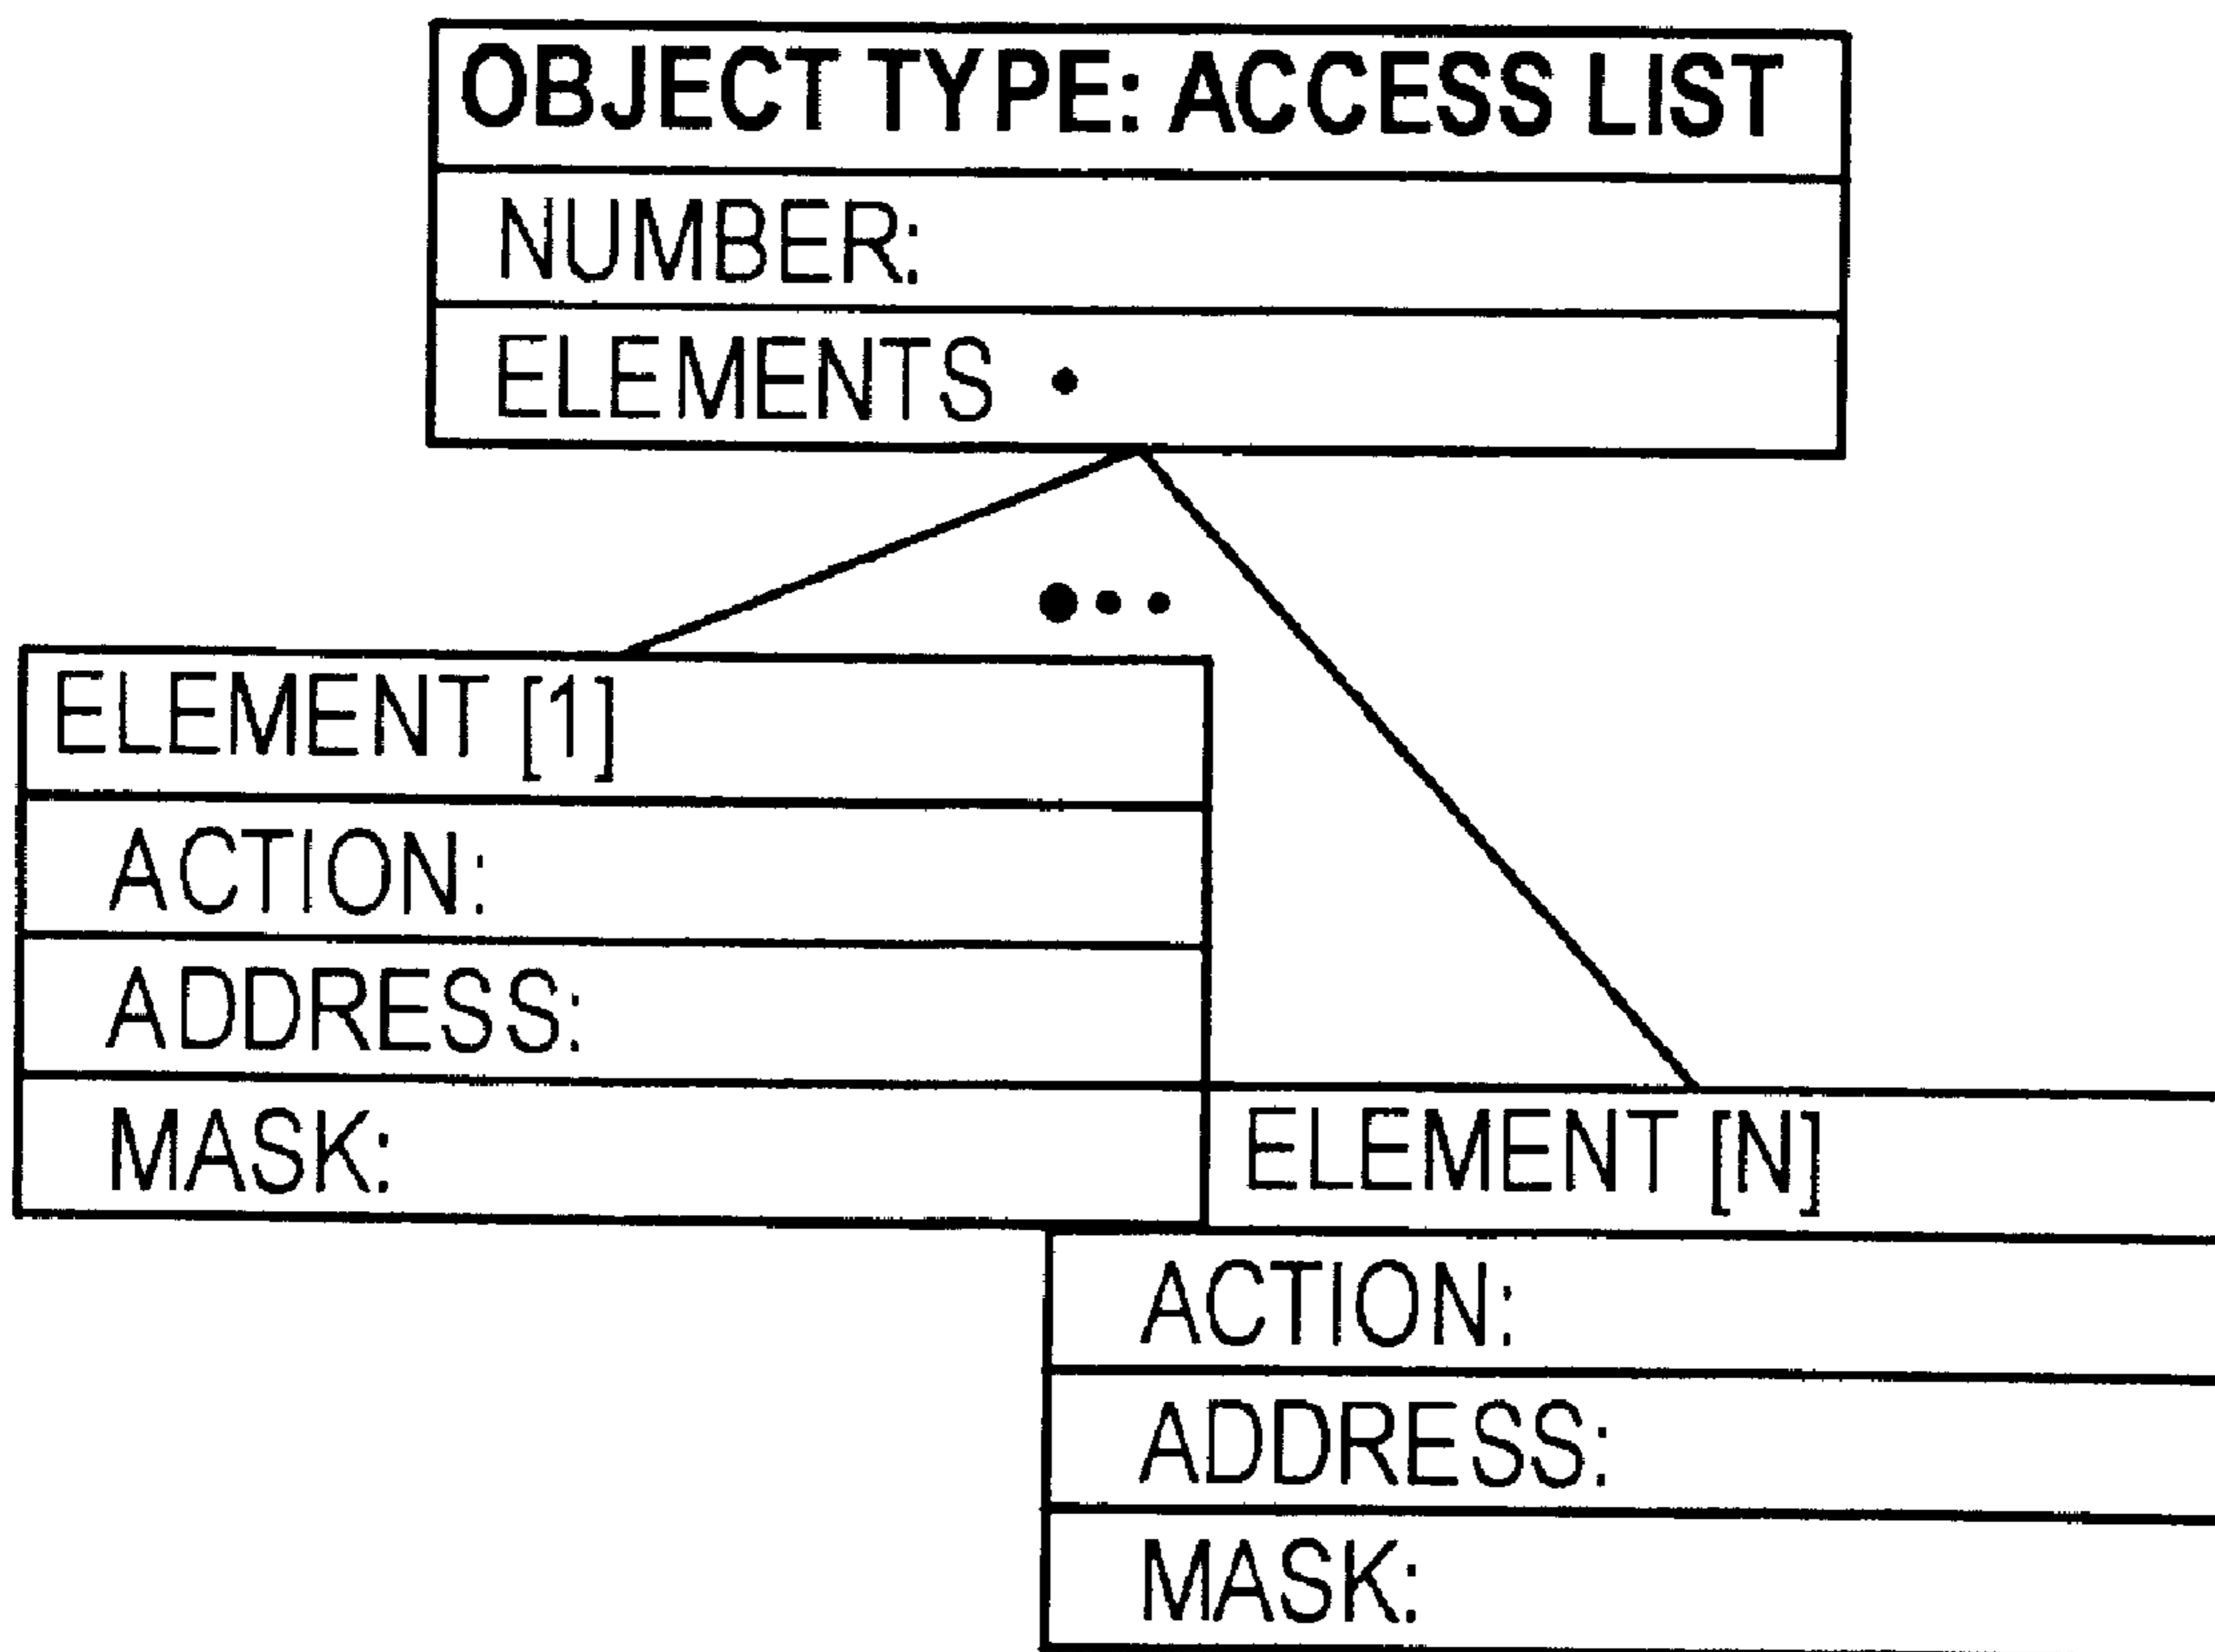 OBJECT TYPE: ACCESS LIST
NUMBER:
ELEMENTS •
ELEMENT [1]
ACTION:
ADDRESS:
MASK:
ELEMENT [N]
ACTION:
ADDRESS:
MASK: